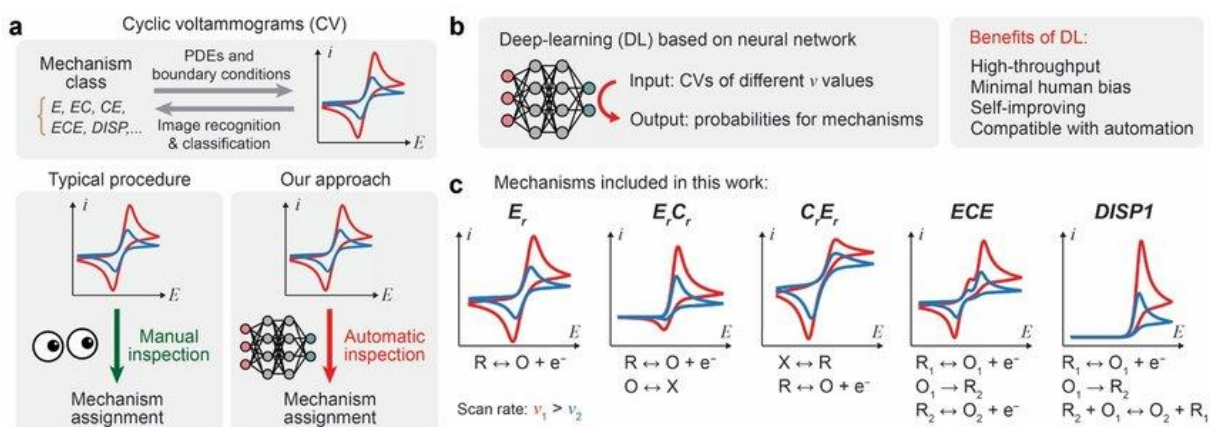 a
Cyclic voltammograms (CV)
Mechanism class
E, EC, CE,
ECE, DISP,...
PDEs and
boundary conditions
Image recognition
& classification
i
E
Typical procedure
i
E
Manual
inspection
Mechanism
assignment
Our approach
i
E
Automatic
inspection
Mechanism
assignment
b
Deep-learning (DL) based on neural network
Input: CVs of different v values
Output: probabilities for mechanisms
Benefits of DL:
High-throughput
Minimal human bias
Self-improving
Compatible with automation
c
Mechanisms included in this work:
Eᵣ
i
E
R ↔ O + e⁻
EᵣCᵣ
i
E
R ↔ O + e⁻
O ↔ X
CᵣEᵣ
i
E
X ↔ R
R ↔ O + e⁻
ECE
i
E
R₁ ↔ O₁ + e⁻
O₁ → R₂
R₂ ↔ O₂ + e⁻
DISP1
i
E
R₁ ↔ O₁ + e⁻
O₁ → R₂
R₂ + O₁ ↔ O₂ + R₁
Scan rate: v₁ > v₂